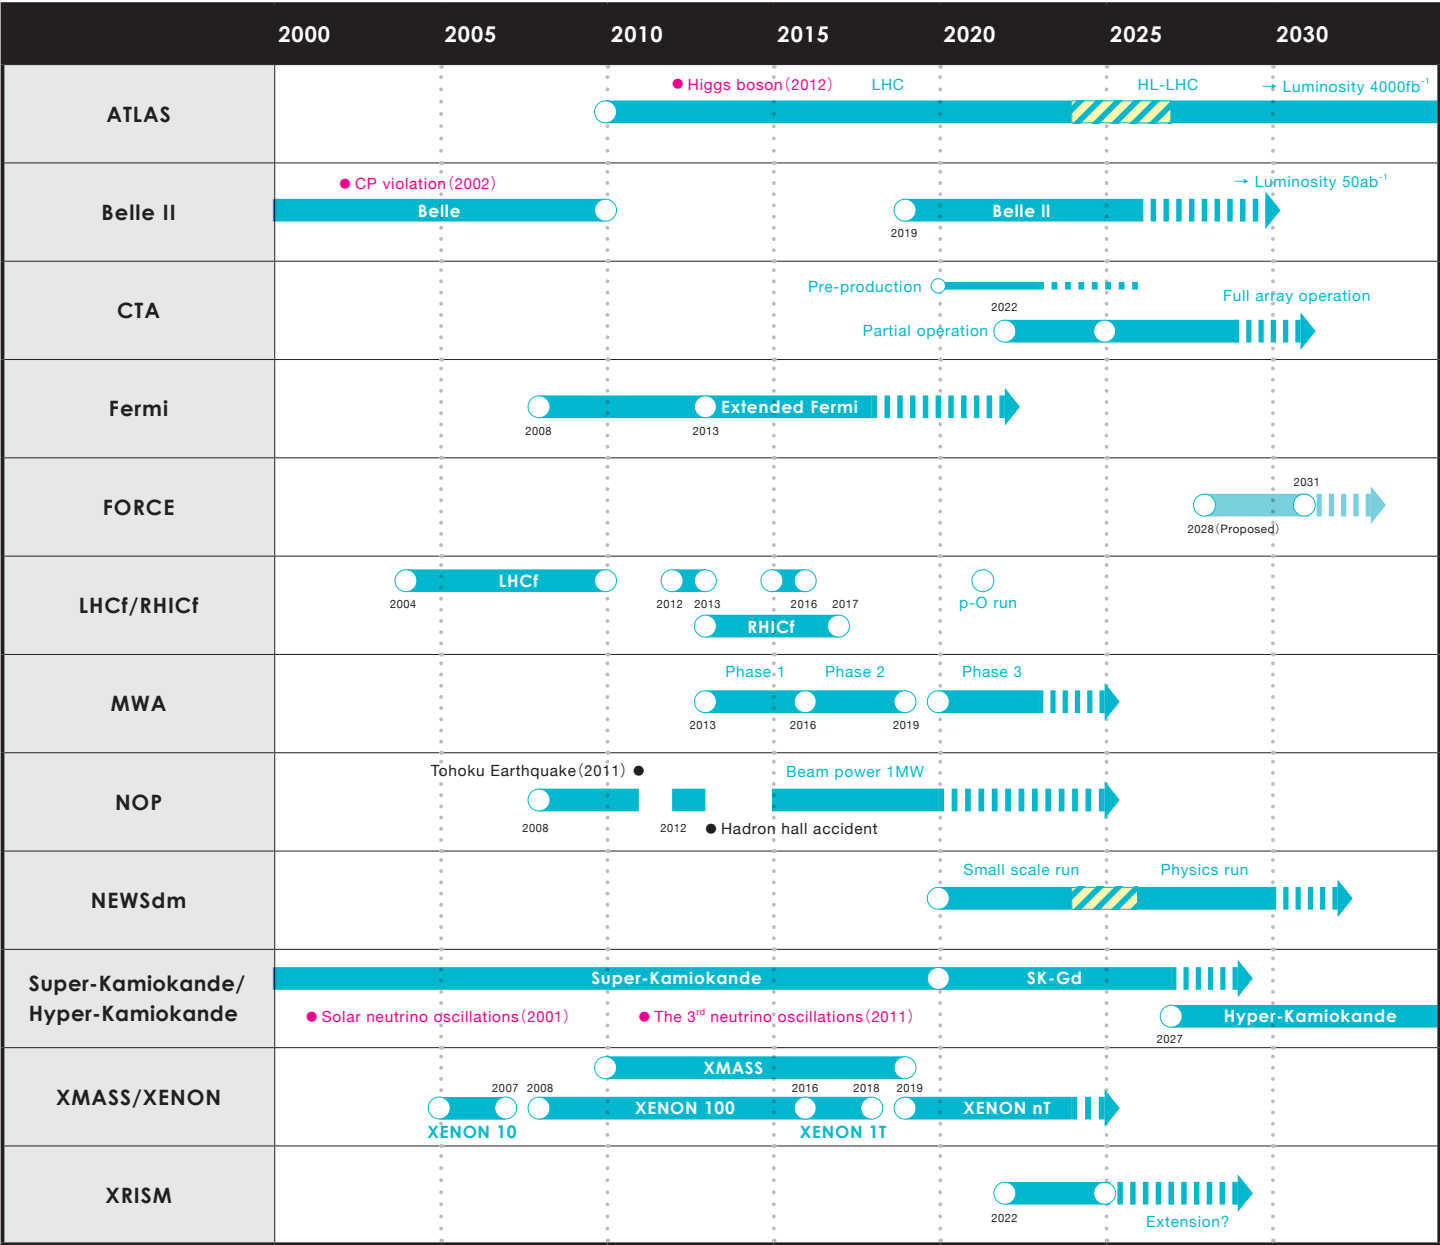 2000 2005 2010 2015 2020 2025 2030
ATLAS
Higgs boson(2012) LHC HL-LHC → Luminosity 4000fb⁻¹
Belle II
CP violation(2002) → Luminosity 50ab⁻¹
Belle Belle II
2019
CTA
Pre-production
2022 Full array operation
Partial operation
Fermi
Extended Fermi
2008 2013
FORCE
2031
2028(Proposed)
LHCf/RHICf
LHCf
2004 2012 2013 2016 2017 p-O run
RHICf
MWA
Phase 1 Phase 2 Phase 3
2013 2016 2019
NOP
Tohoku Earthquake(2011) Beam power 1MW
2008 2012 Hadron hall accident
NEWSdm
Small scale run Physics run
Super-Kamiokande/
Hyper-Kamiokande
Super-Kamiokande SK-Gd
Solar neutrino oscillations(2001) The 3rd neutrino oscillations(2011) Hyper-Kamiokande
2027
XMASS/XENON
XMASS
2007 2008 2016 2018 2019
XENON 100 XENON nT
XENON 10 XENON 1T
XRISM
2022 Extension?